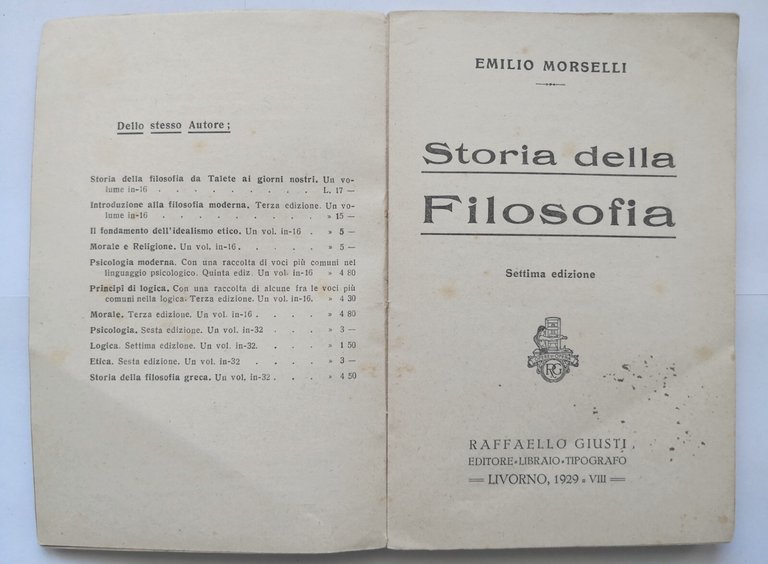 Dello stesso Autore;
Storia della filosofia da Talete ai giorni nostri. Un vo-
lume in-16 . . . . . . . . . . L. 17 —
Introduzione alla filosofia moderna. Terza edizione. Un vo-
lume in-16 . . . . . . . . . . » 15 —
Il fondamento dell'idealismo etico. Un vol. in-16 . . » 5 —
Morale e Religione. Un vol. in-16. . . . . . » 5 —
Psicologia moderna. Con una raccolta di voci più comuni nel
linguaggio psicologico. Quinta ediz. Un vol. in-16 » 4 80
Principî di logica. Con una raccolta di alcune fra le voci più
comuni nella logica. Terza edizione. Un vol. in-16. » 4 30
Morale. Terza edizione. Un vol. in-16 . . . . » 4 80
Psicologia. Sesta edizione. Un vol. in-32 . . . » 3 —
Logica. Settima edizione. Un vol. in-32. . . . » 1 50
Etica. Sesta edizione. Un vol. in-32 . . . . » 3 —
Storia della filosofia greca. Un vol. in-32 . . . . » 4 50
EMILIO MORSELLI
Storia della
Filosofia
Settima edizione
RG
RAFFAELLO GIUSTI
EDITORE-LIBRAIO-TIPOGRAFO
LIVORNO, 1929 - VIII